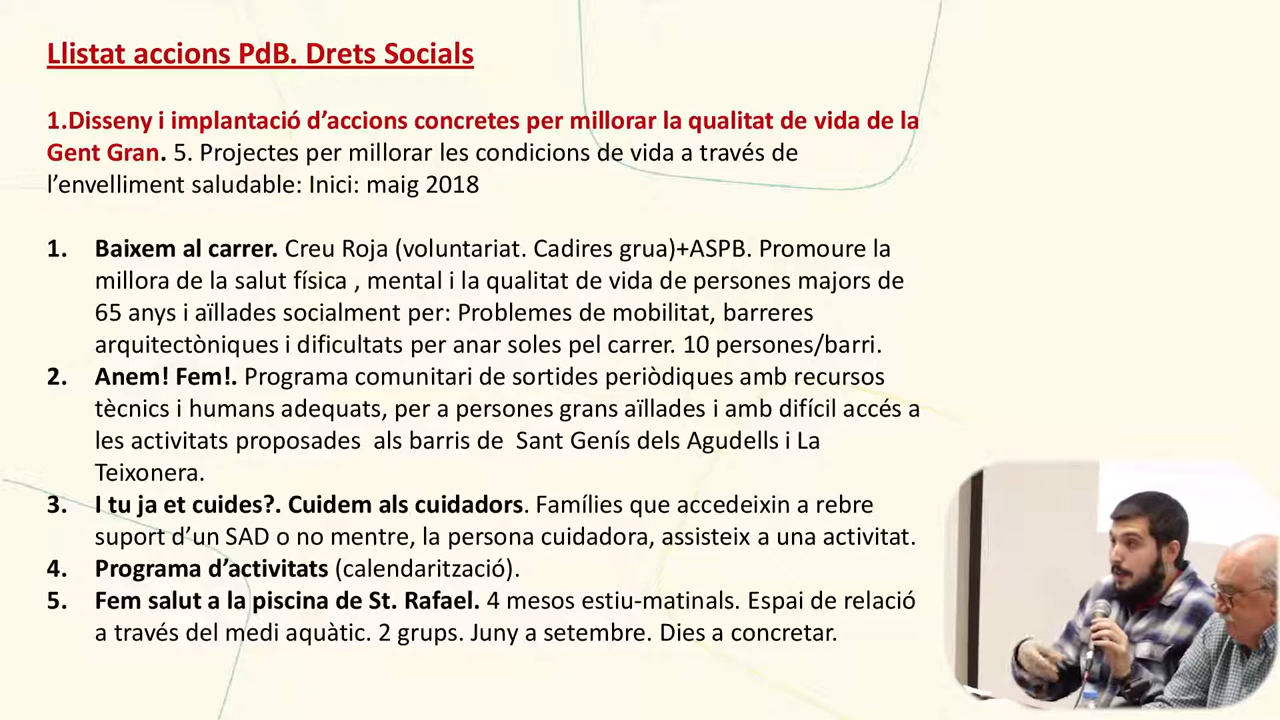 Llistat accions PdB. Drets Socials
1.Disseny i implantació d’accions concretes per millorar la qualitat de vida de la
Gent Gran. 5. Projectes per millorar les condicions de vida a través de
l’envelliment saludable: Inici: maig 2018
1. Baixem al carrer. Creu Roja (voluntariat. Cadires grua)+ASPB. Promoure la
millora de la salut física , mental i la qualitat de vida de persones majors de
65 anys i aïllades socialment per: Problemes de mobilitat, barreres
arquitectòniques i dificultats per anar soles pel carrer. 10 persones/barri.
2. Anem! Fem!. Programa comunitari de sortides periòdiques amb recursos
tècnics i humans adequats, per a persones grans aïllades i amb difícil accés a
les activitats proposades als barris de Sant Genís dels Agudells i La
Teixonera.
3. I tu ja et cuides?. Cuidem als cuidadors. Famílies que accedeixin a rebre
suport d’un SAD o no mentre, la persona cuidadora, assisteix a una activitat.
4. Programa d’activitats (calendarització).
5. Fem salut a la piscina de St. Rafael. 4 mesos estiu-matinals. Espai de relació
a través del medi aquàtic. 2 grups. Juny a setembre. Dies a concretar.